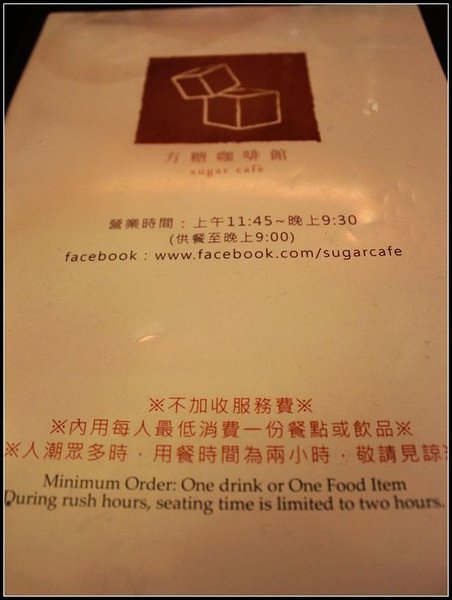 方糖咖啡館
sugar cafè
營業時間：上午11:45~晚上9:30
(供餐至晚上9:00)
facebook：www.facebook.com/sugarcafe
※不加收服務費※
※內用每人最低消費一份餐點或飲品※
※人潮眾多時，用餐時間為兩小時，敬請見諒※
Minimum Order: One drink or One Food Item
During rush hours, seating time is limited to two hours.